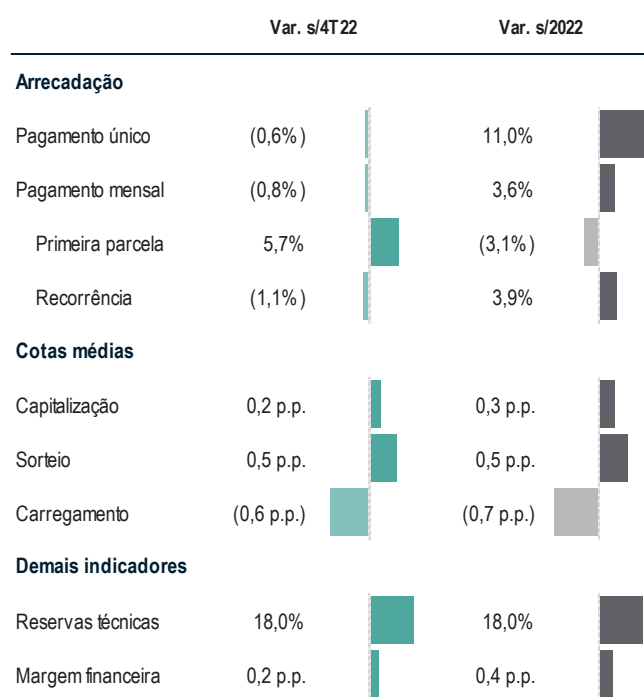 Var. s/4T22 Var. s/2022
Arrecadação
Pagamento único (0,6%) 11,0%
Pagamento mensal (0,8%) 3,6%
Primeira parcela 5,7% (3,1%)
Recorrência (1,1%) 3,9%
Cotas médias
Capitalização 0,2 p.p. 0,3 p.p.
Sorteio 0,5 p.p. 0,5 p.p.
Carregamento (0,6 p.p.) (0,7 p.p.)
Demais indicadores
Reservas técnicas 18,0% 18,0%
Margem financeira 0,2 p.p. 0,4 p.p.